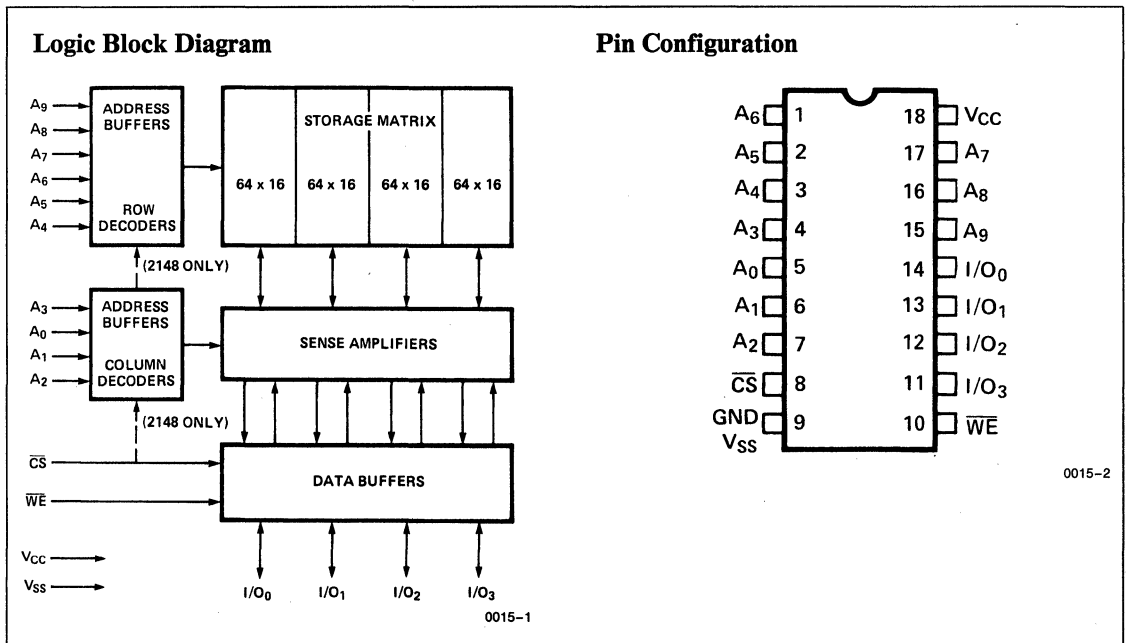 Logic Block Diagram
A9
A8
A7
A6
A5
A4
ADDRESS
BUFFERS
ROW
DECODERS
STORAGE MATRIX
64 x 16 64 x 16 64 x 16 64 x 16
(2148 ONLY)
A3
A0
A1
A2
ADDRESS
BUFFERS
COLUMN
DECODERS
SENSE AMPLIFIERS
(2148 ONLY)
C̅S̅
W̅E̅
DATA BUFFERS
VCC
VSS
I/O0 I/O1 I/O2 I/O3
0015-1
Pin Configuration
A6 1 18 VCC
A5 2 17 A7
A4 3 16 A8
A3 4 15 A9
A0 5 14 I/O0
A1 6 13 I/O1
A2 7 12 I/O2
C̅S̅ 8 11 I/O3
GND
VSS 9 10 W̅E̅
0015-2